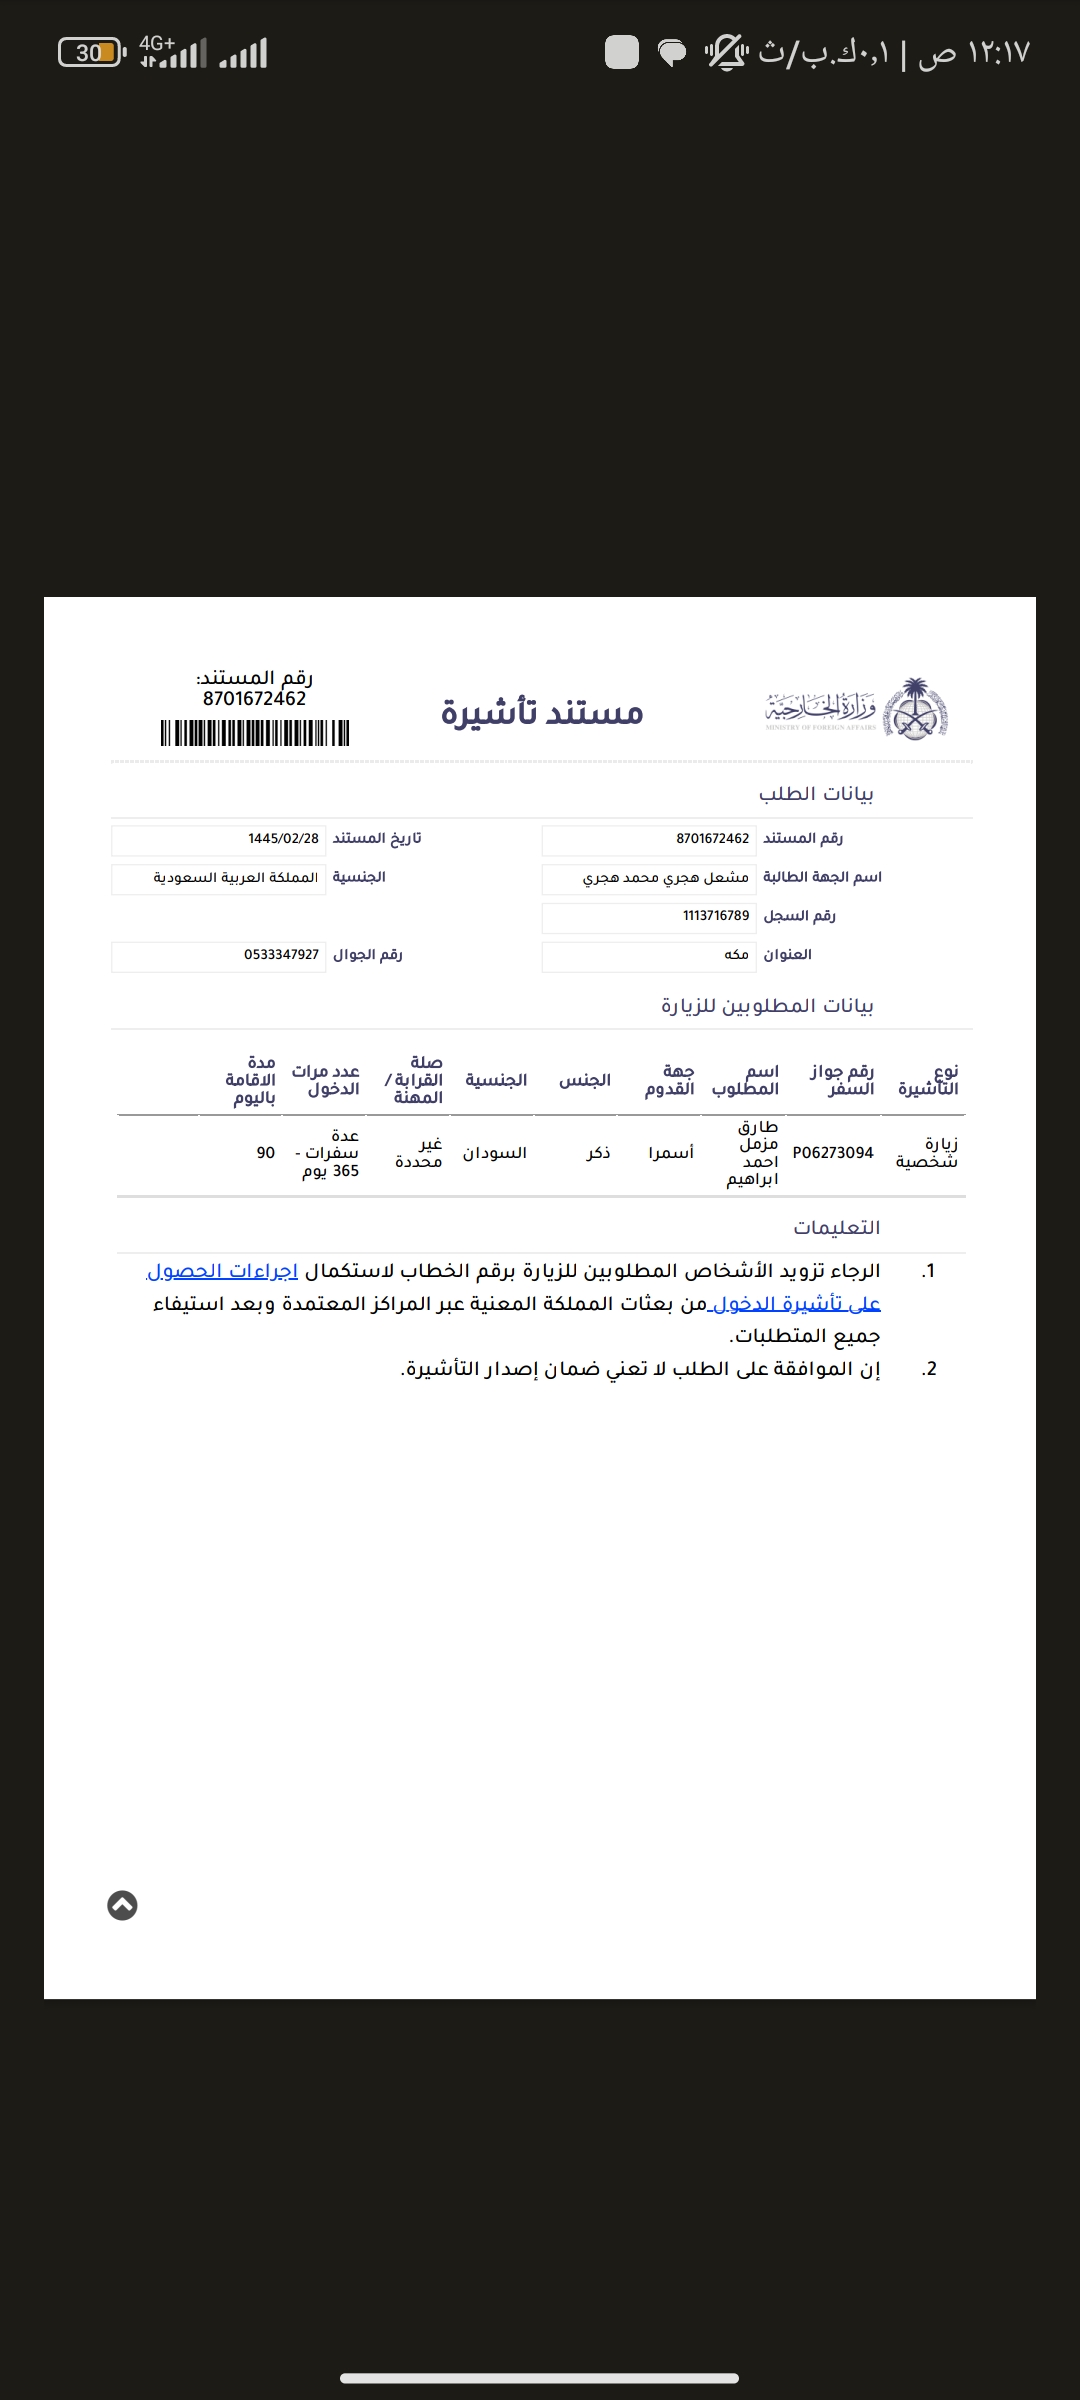 ١٢:١٧ ص | ٠,١ك.ب/ث
4G+
30
وزارة الخارجية
MINISTRY OF FOREIGN AFFAIRS
مستند تأشيرة
رقم المستند:
8701672462
بيانات الطلب
رقم المستند 8701672462 تاريخ المستند 1445/02/28
اسم الجهة الطالبة مشعل هجري محمد هجري الجنسية المملكة العربية السعودية
رقم السجل 1113716789
العنوان مكه رقم الجوال 0533347927
بيانات المطلوبين للزيارة
نوع التأشيرة رقم جواز السفر اسم المطلوب جهة القدوم الجنس الجنسية صلة القرابة / المهنة عدد مرات الدخول مدة الاقامة باليوم
زيارة شخصية P06273094 طارق مزمل احمد ابراهيم أسمرا ذكر السودان غير محددة عدة سفرات - 365 يوم 90
التعليمات
1. الرجاء تزويد الأشخاص المطلوبين للزيارة برقم الخطاب لاستكمال اجراءات الحصول
على تأشيرة الدخول من بعثات المملكة المعنية عبر المراكز المعتمدة وبعد استيفاء
جميع المتطلبات.
2. إن الموافقة على الطلب لا تعني ضمان إصدار التأشيرة.